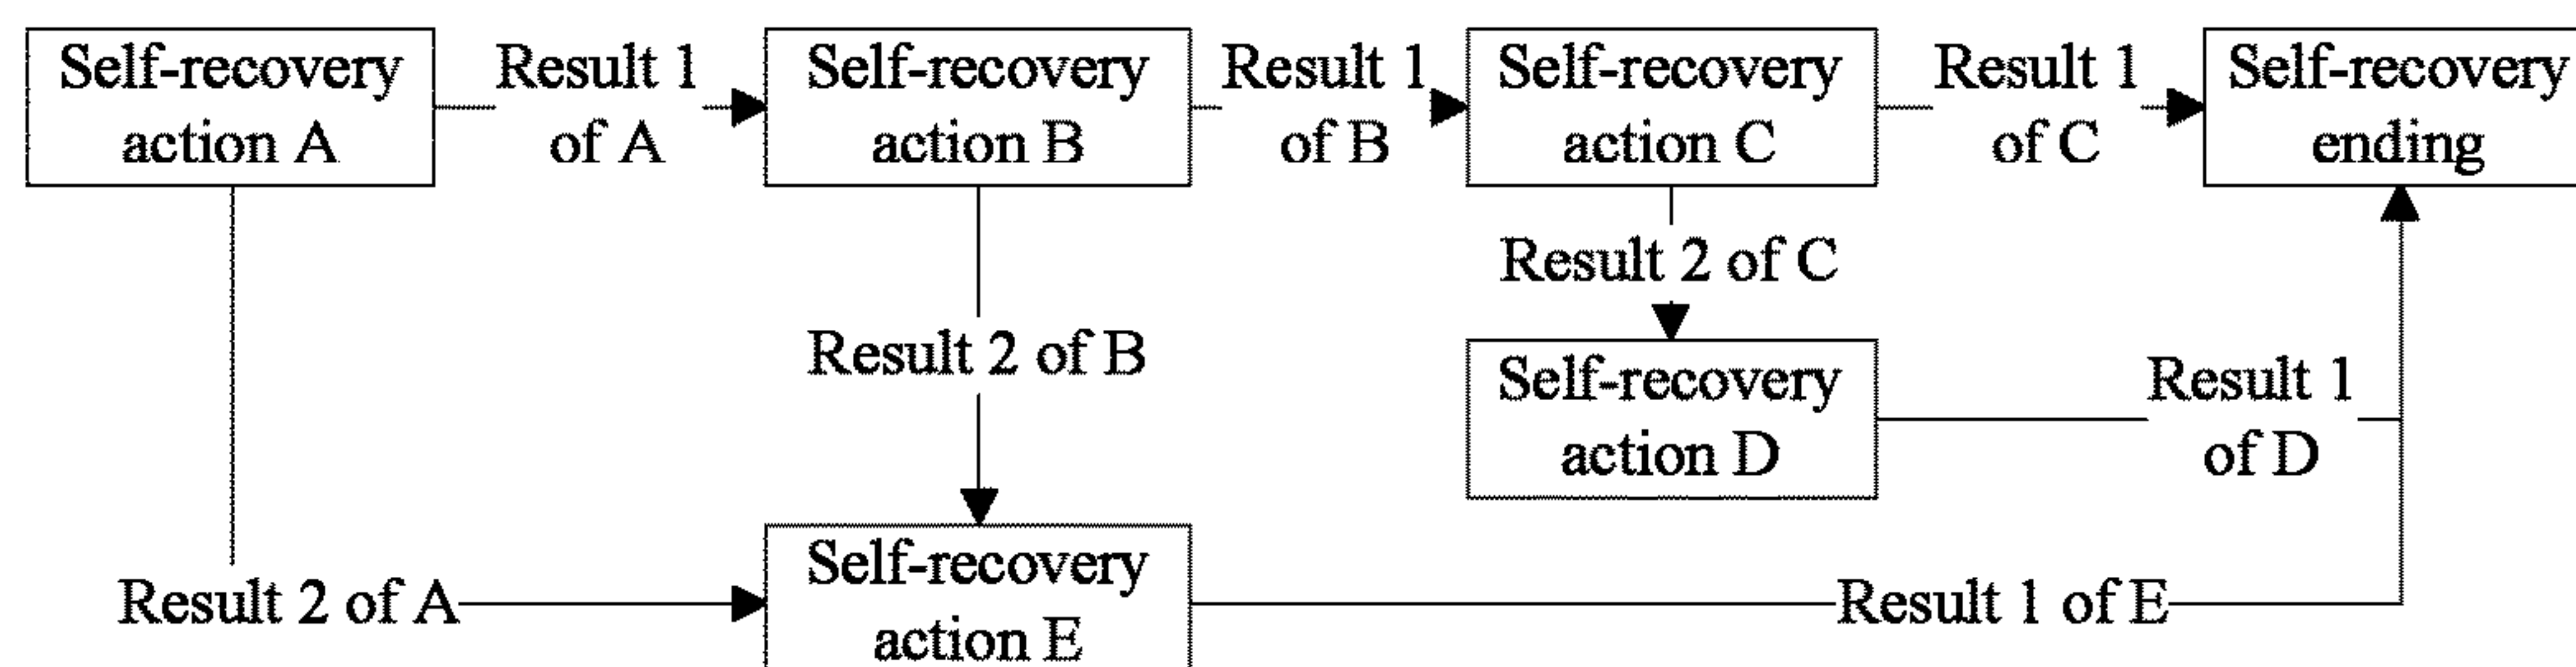 Self-recovery
action A
Result 1
of A
Self-recovery
action B
Result 1
of B
Self-recovery
action C
Result 1
of C
Self-recovery
ending
Result 2 of C
Result 2 of B
Self-recovery
action D
Result 1
of D
Result 2 of A
Self-recovery
action E
Result 1 of E